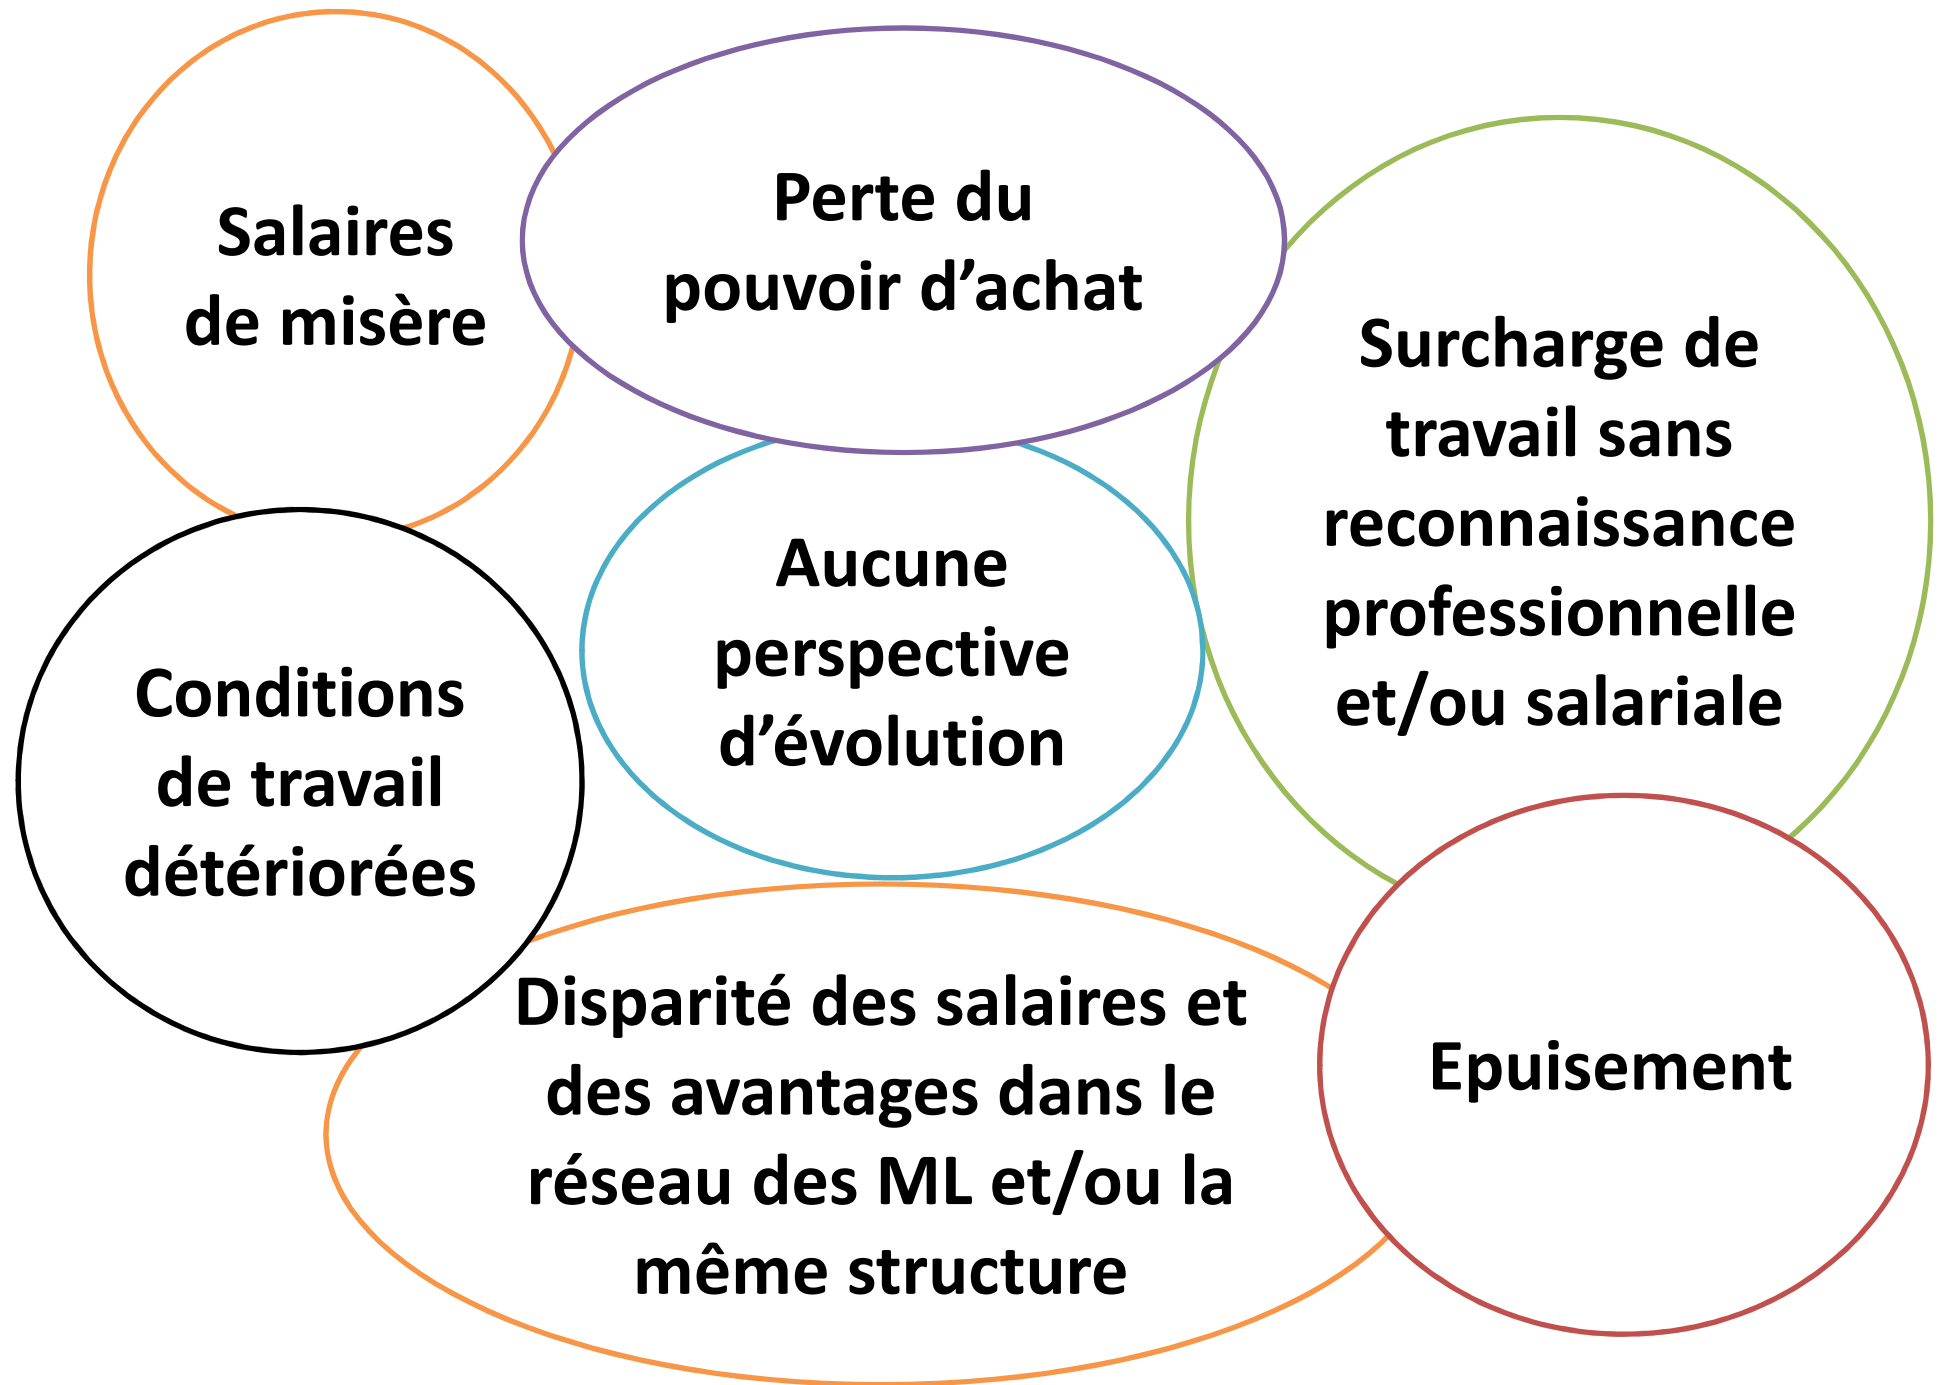 Salaires
de misère
Perte du
pouvoir d’achat
Surcharge de
travail sans
reconnaissance
professionnelle
et/ou salariale
Aucune
perspective
d’évolution
Conditions
de travail
détériorées
Disparité des salaires et
des avantages dans le
réseau des ML et/ou la
même structure
Epuisement